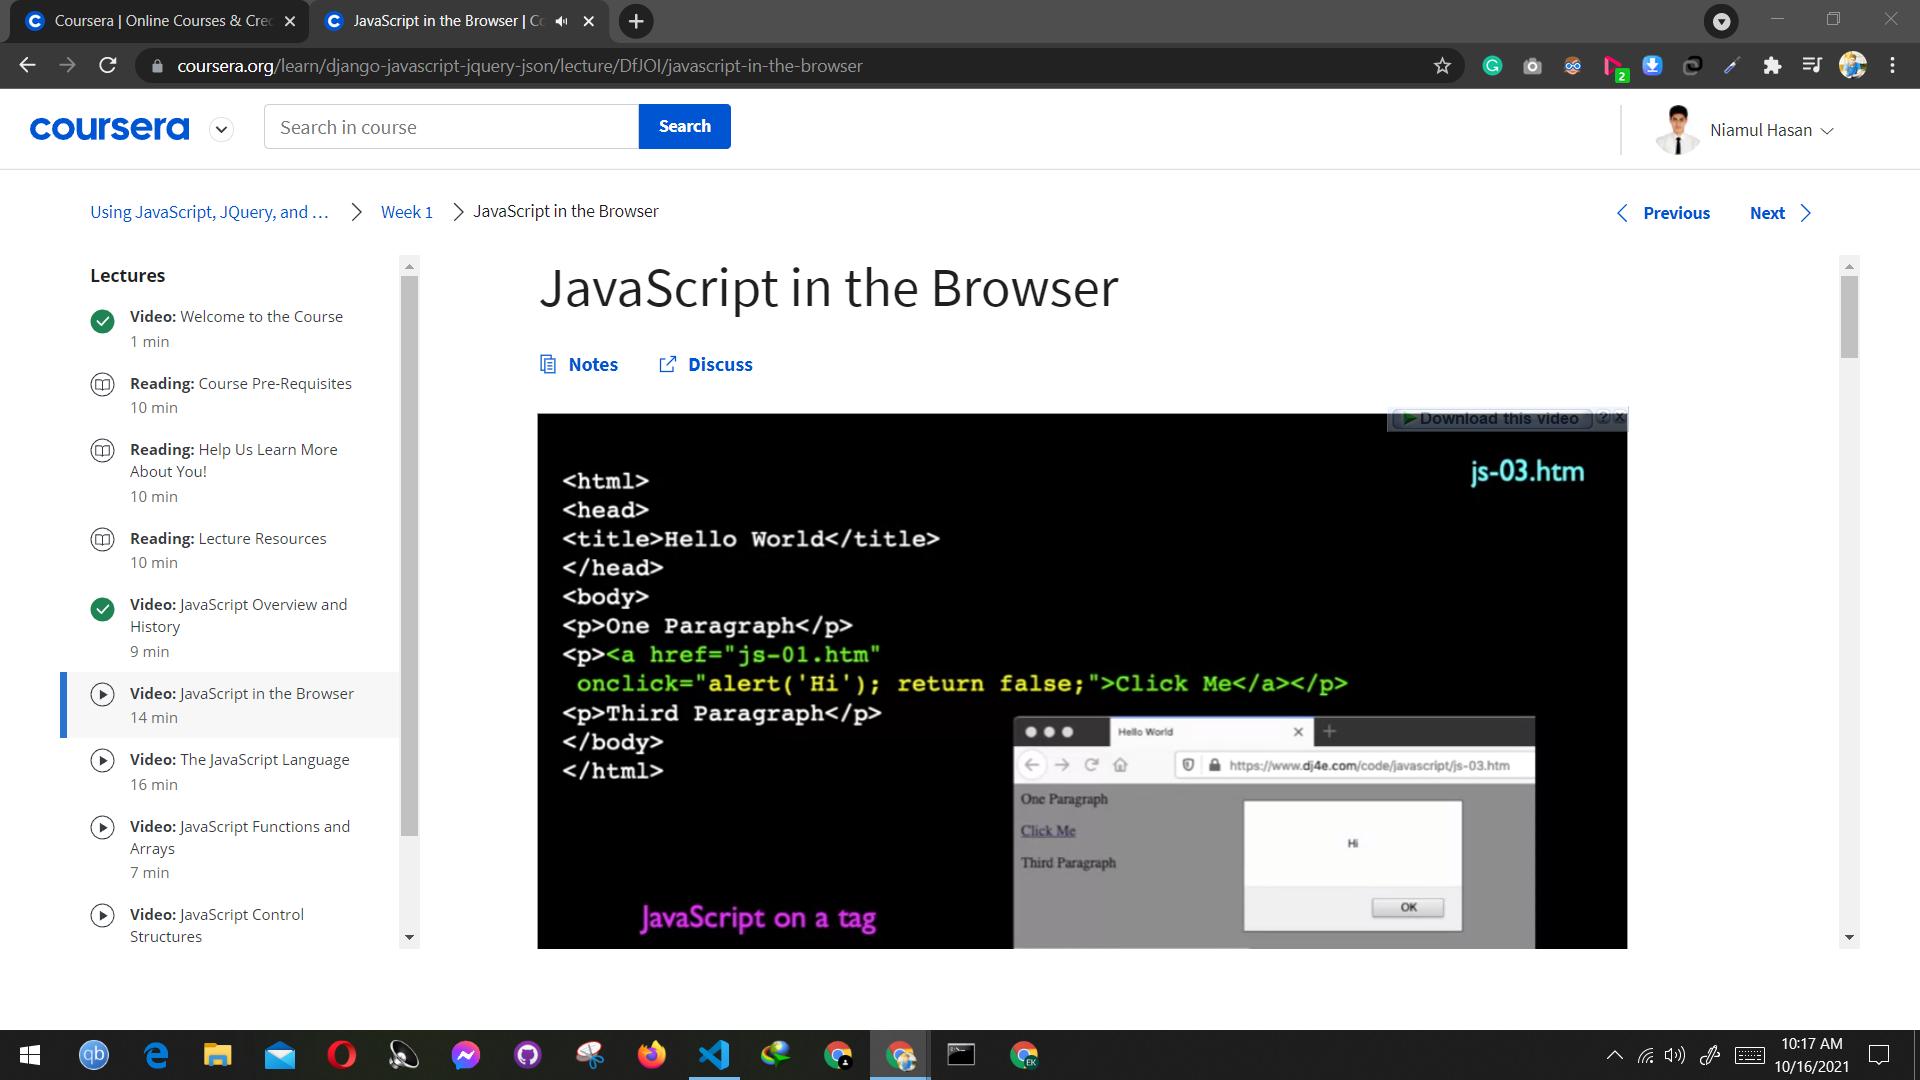 Coursera | Online Courses & Cred
JavaScript in the Browser | Co
coursera.org/learn/django-javascript-jquery-json/lecture/DfJOI/javascript-in-the-browser
2
coursera
Search in course
Search
Niamul Hasan
Using JavaScript, JQuery, and ...
Week 1
JavaScript in the Browser
Previous
Next
Lectures
Video: Welcome to the Course
1 min
Reading: Course Pre-Requisites
10 min
Reading: Help Us Learn More
About You!
10 min
Reading: Lecture Resources
10 min
Video: JavaScript Overview and
History
9 min
Video: JavaScript in the Browser
14 min
Video: The JavaScript Language
16 min
Video: JavaScript Functions and
Arrays
7 min
Video: JavaScript Control
Structures
JavaScript in the Browser
Notes
Discuss
Download this video
js-03.htm
<html>
<head>
<title>Hello World</title>
</head>
<body>
<p>One Paragraph</p>
<p><a href="js-01.htm"
onclick="alert('Hi'); return false;">Click Me</a></p>
<p>Third Paragraph</p>
</body>
</html>
JavaScript on a tag
Hello World
https://www.dj4e.com/code/javascript/js-03.htm
One Paragraph
Click Me
Third Paragraph
Hi
OK
qb
EK
10:17 AM
10/16/2021